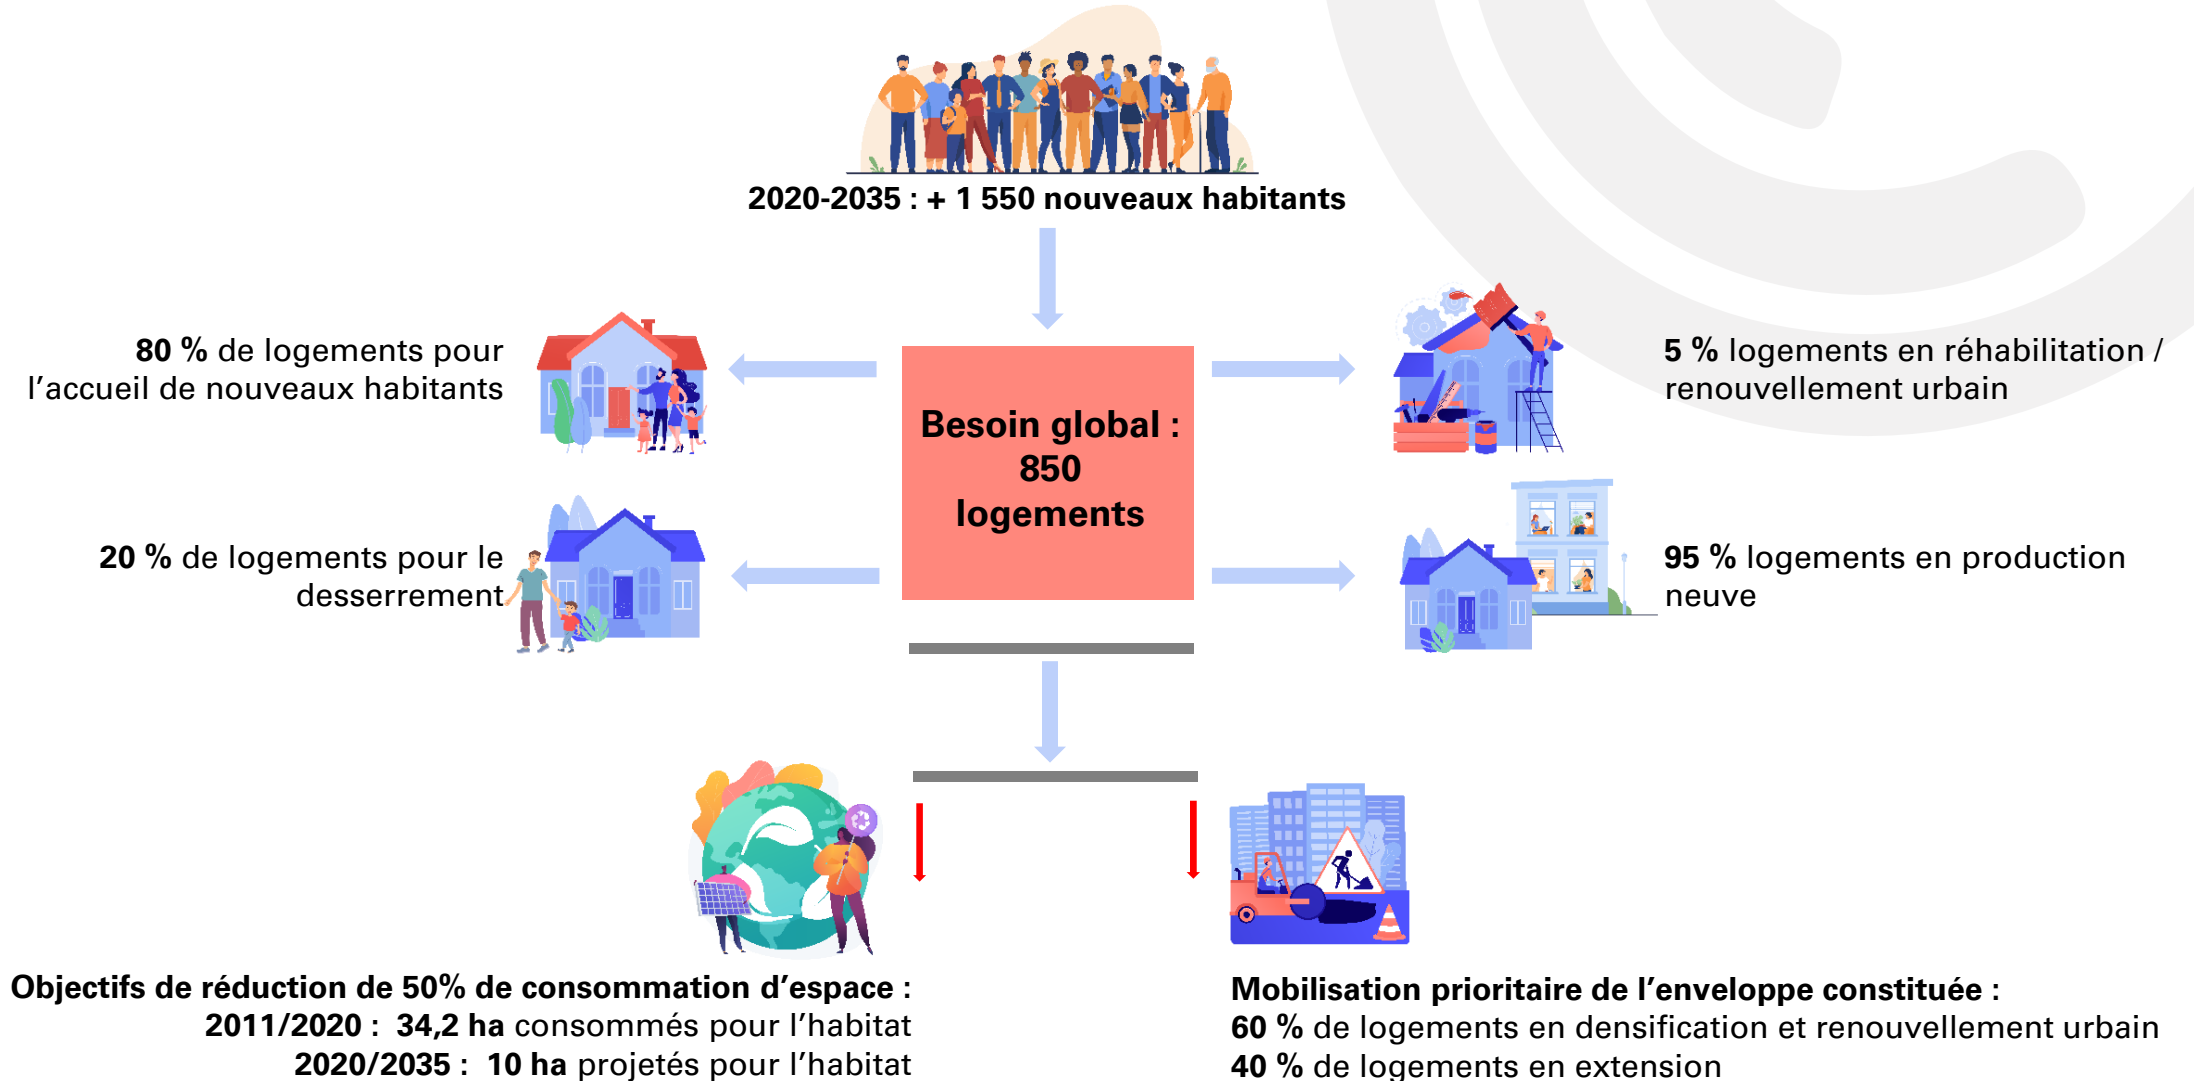 2020-2035 : + 1 550 nouveaux habitants
80 % de logements pour
l’accueil de nouveaux habitants
20 % de logements pour le
desserrement
Besoin global :
850
logements
5 % logements en réhabilitation /
renouvellement urbain
95 % logements en production
neuve
Objectifs de réduction de 50% de consommation d’espace :
2011/2020 : 34,2 ha consommés pour l’habitat
2020/2035 : 10 ha projetés pour l’habitat
Mobilisation prioritaire de l’enveloppe constituée :
60 % de logements en densification et renouvellement urbain
40 % de logements en extension